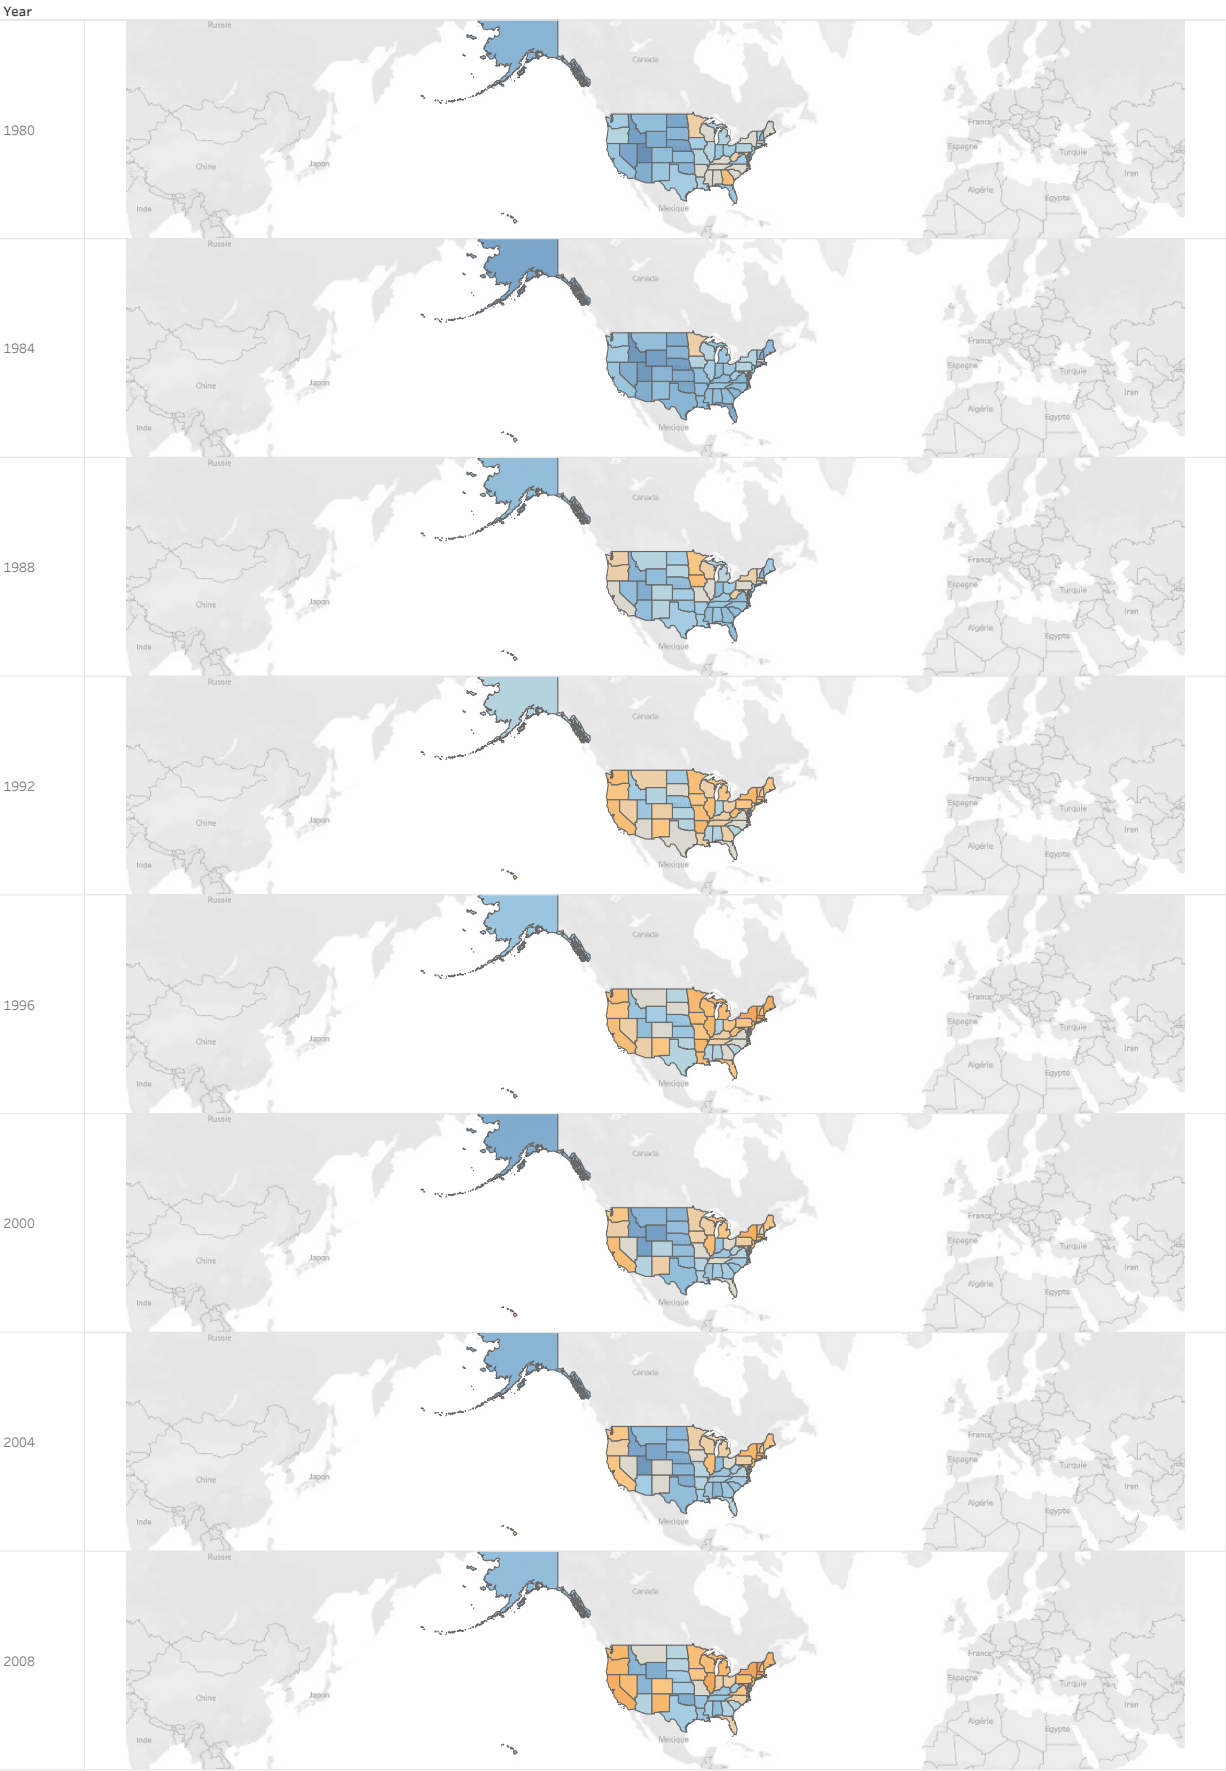 Year
1980
Russie
Canada
Chine
Japon
Inde
Mexique
France
Espagne
Turquie
Algérie
Egypte
Iran
1984
Russie
Canada
Chine
Japon
Inde
Mexique
France
Espagne
Turquie
Algérie
Egypte
Iran
1988
Russie
Canada
Chine
Japon
Inde
Mexique
France
Espagne
Turquie
Algérie
Egypte
Iran
1992
Russie
Canada
Chine
Japon
Inde
Mexique
France
Espagne
Turquie
Algérie
Egypte
Iran
1996
Russie
Canada
Chine
Japon
Inde
Mexique
France
Espagne
Turquie
Algérie
Egypte
Iran
2000
Russie
Canada
Chine
Japon
Inde
Mexique
France
Espagne
Turquie
Algérie
Egypte
Iran
2004
Russie
Canada
Chine
Japon
Inde
Mexique
France
Espagne
Turquie
Algérie
Egypte
Iran
2008
Russie
Canada
Chine
Japon
Inde
Mexique
France
Espagne
Turquie
Algérie
Egypte
Iran